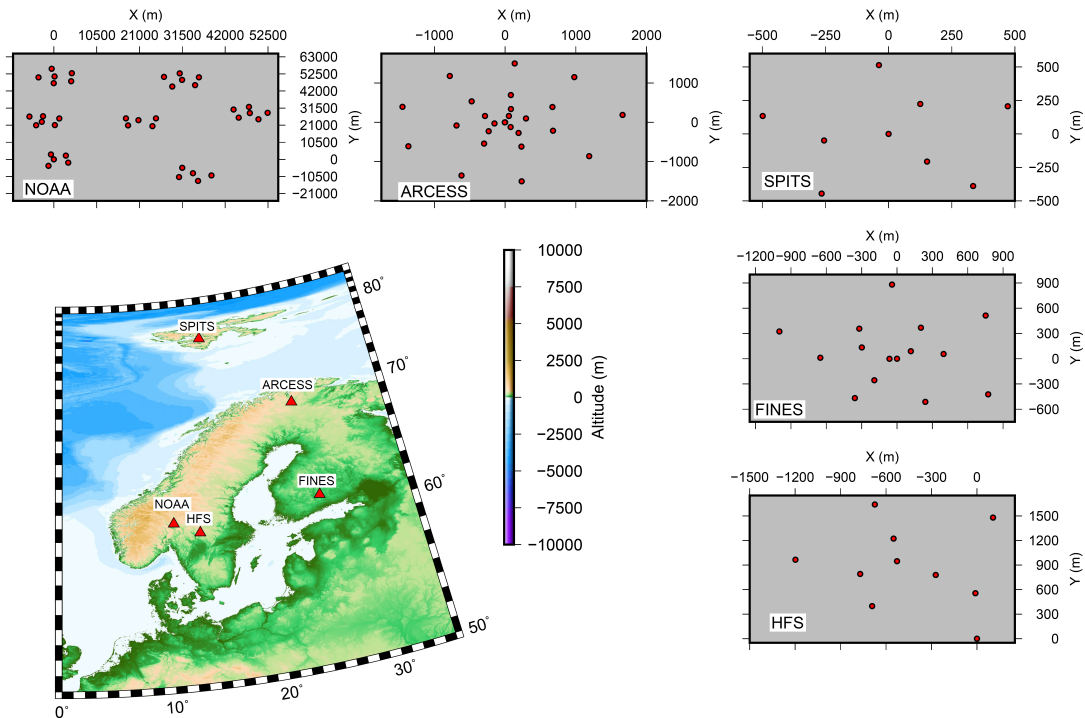 X (m)
0 10500 21000 31500 42000 52500
63000
52500
42000
31500
21000
10500
0
−10500
−21000
Y (m)
NOAA
X (m)
−1000 0 1000 2000
1000
0
−1000
−2000
Y (m)
ARCESS
X (m)
−500 −250 0 250 500
500
250
0
−250
−500
Y (m)
SPITS
X (m)
−1200 −900 −600 −300 0 300 600 900
900
600
300
0
−300
−600
Y (m)
FINES
X (m)
−1500 −1200 −900 −600 −300 0
1500
1200
900
600
300
0
Y (m)
HFS
SPITS
ARCESS
FINES
NOAA
HFS
80°
70°
60°
50°
0° 10° 20° 30°
10000
7500
5000
2500
0
−2500
−5000
−7500
−10000
Altitude (m)